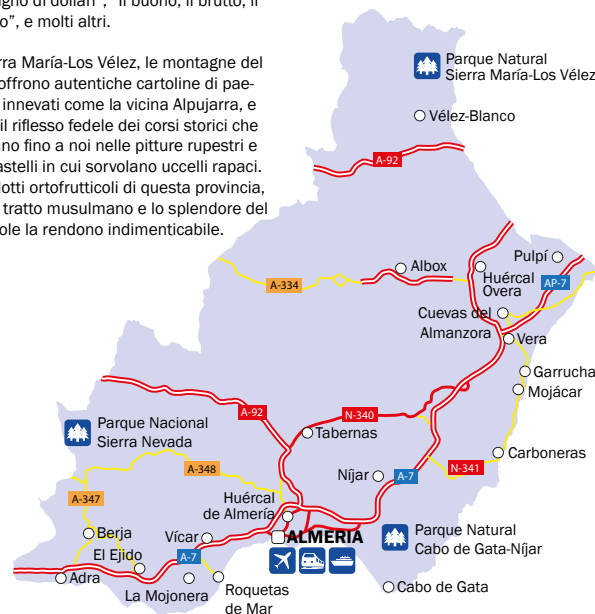 gno di dollari”, “Il buono, il brutto, il
o”, e molti altri.
rra María-Los Vélez, le montagne del
offrono autentiche cartoline di pae-
innevati come la vicina Alpujarra, e
il riflesso fedele dei corsi storici che
ano fino a noi nelle pitture rupestri e
astelli in cui sorvolano uccelli rapaci.
lotti ortofrutticoli di questa provincia,
tratto musulmano e lo splendore del
ole la rendono indimenticabile.
Parque Natural
Sierra María-Los Vélez
Vélez-Blanco
A-92
Albox
Pulpí
Huércal
Overa
AP-7
A-334
Cuevas del
Almanzora
Vera
Garrucha
Mojácar
A-92
N-340
Parque Nacional
Sierra Nevada
Tabernas
Carboneras
A-348
Níjar
A-7
N-341
A-347
Huércal
de Almería
Berja
Vícar
ALMERIA
Parque Natural
Cabo de Gata-Níjar
El Ejido
A-7
Adra
La Mojonera
Roquetas
de Mar
Cabo de Gata